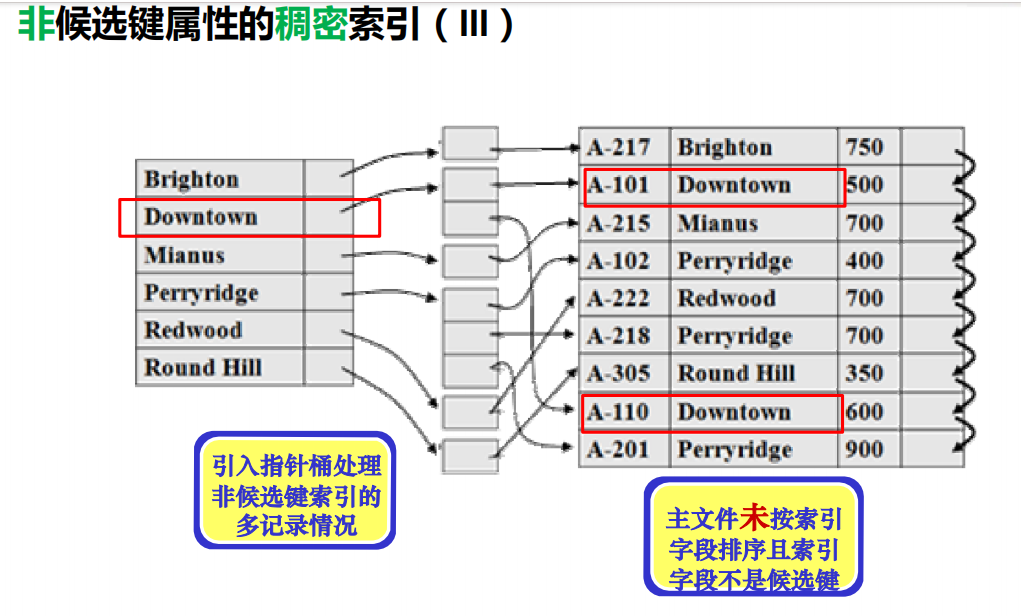 非候选键属性的稠密索引（III）
Brighton
Downtown
Mianus
Perryridge
Redwood
Round Hill
A-217 Brighton 750
A-101 Downtown 500
A-215 Mianus 700
A-102 Perryridge 400
A-222 Redwood 700
A-218 Perryridge 700
A-305 Round Hill 350
A-110 Downtown 600
A-201 Perryridge 900
引入指针桶处理
非候选键索引的
多记录情况
主文件未按索引
字段排序且索引
字段不是候选键